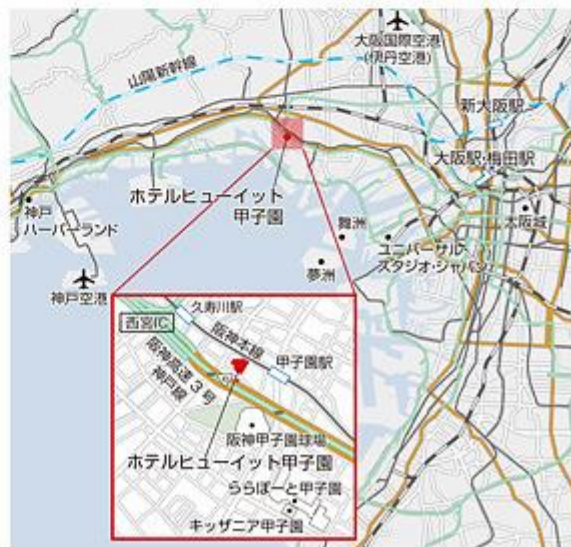 大阪国際空港
(伊丹空港)
山陽新幹線
新大阪駅
大阪駅・梅田駅
ホテルヒューイット
甲子園
大阪城
神戸
ハーバーランド
舞洲
ユニバーサル
スタジオ・ジャパン
夢洲
神戸空港
久寿川駅
西宮IC
阪神本線
甲子園駅
阪神高速3号
神戸線
阪神甲子園球場
ホテルヒューイット甲子園
ららぽーと甲子園
キッザニア甲子園